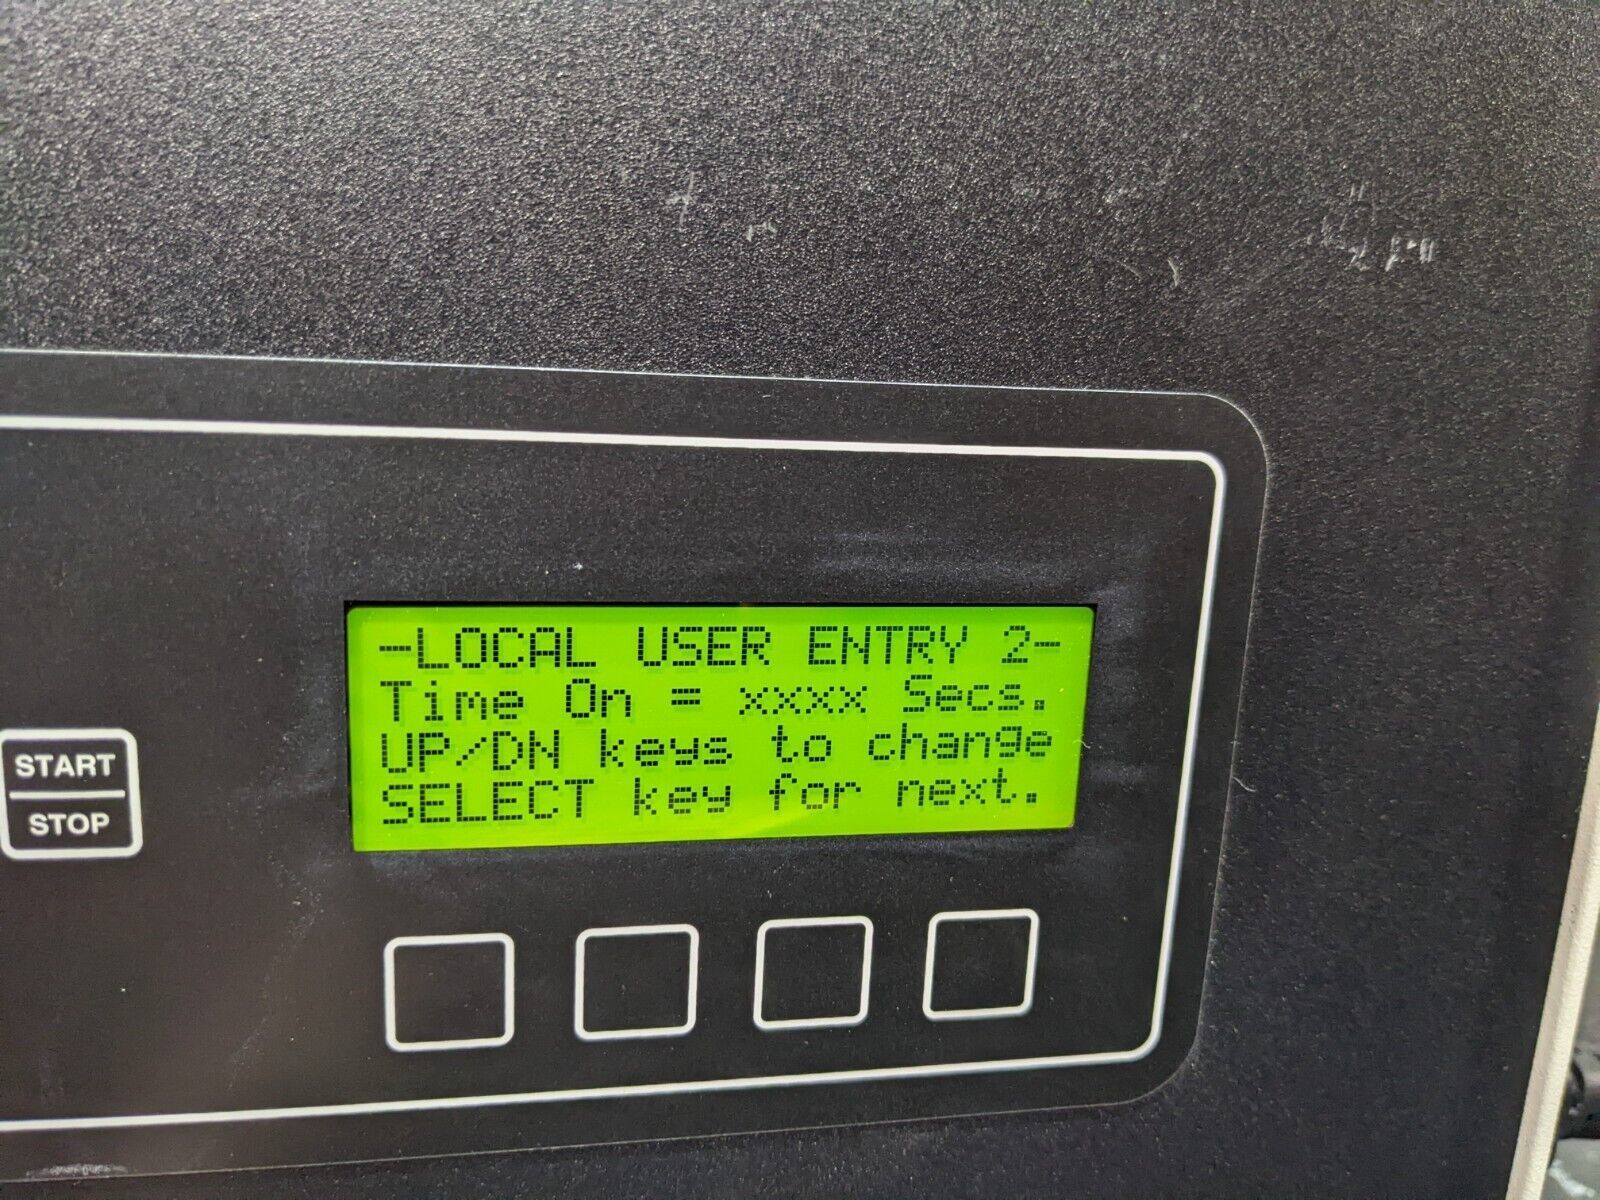 -LOCAL USER ENTRY 2-
Time On = xxxx Secs.
UP/DN keys to change
SELECT key for next.
START
STOP